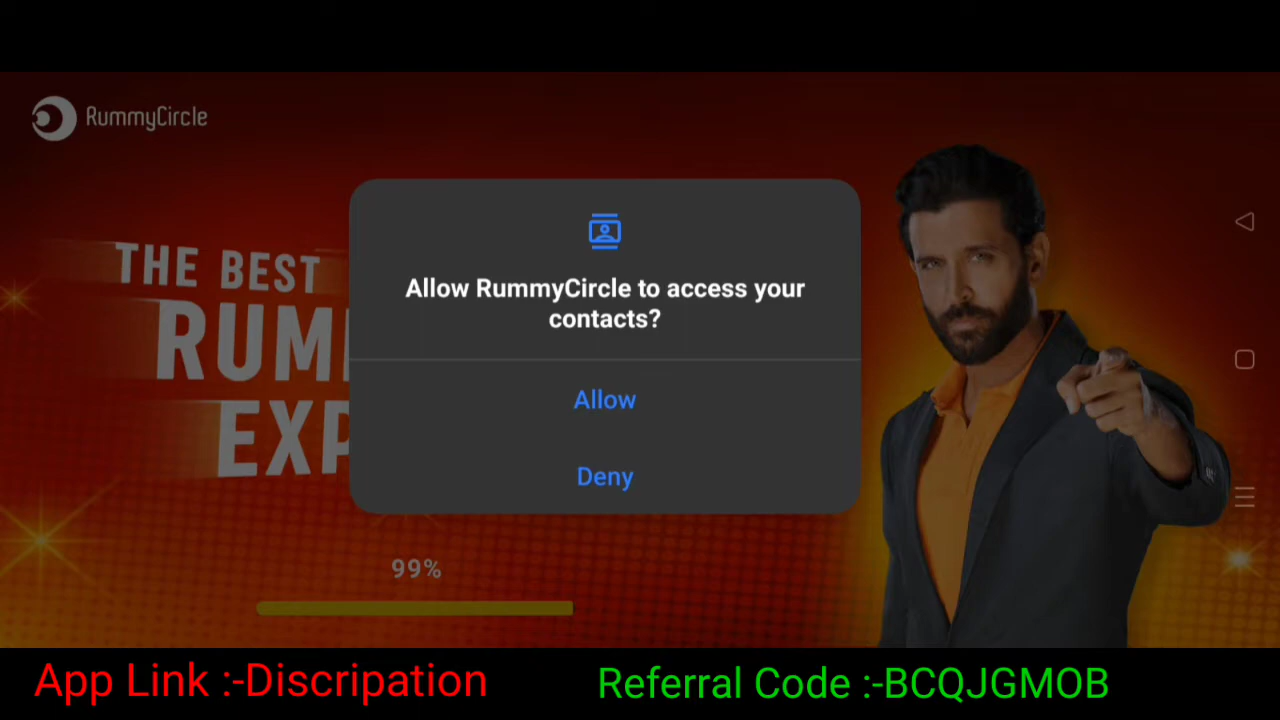 RummyCircle
THE BEST
RUM
EXP
Allow RummyCircle to access your
contacts?
Allow
Deny
99%
App Link :-Discripation
Referral Code :-BCQJGMOB